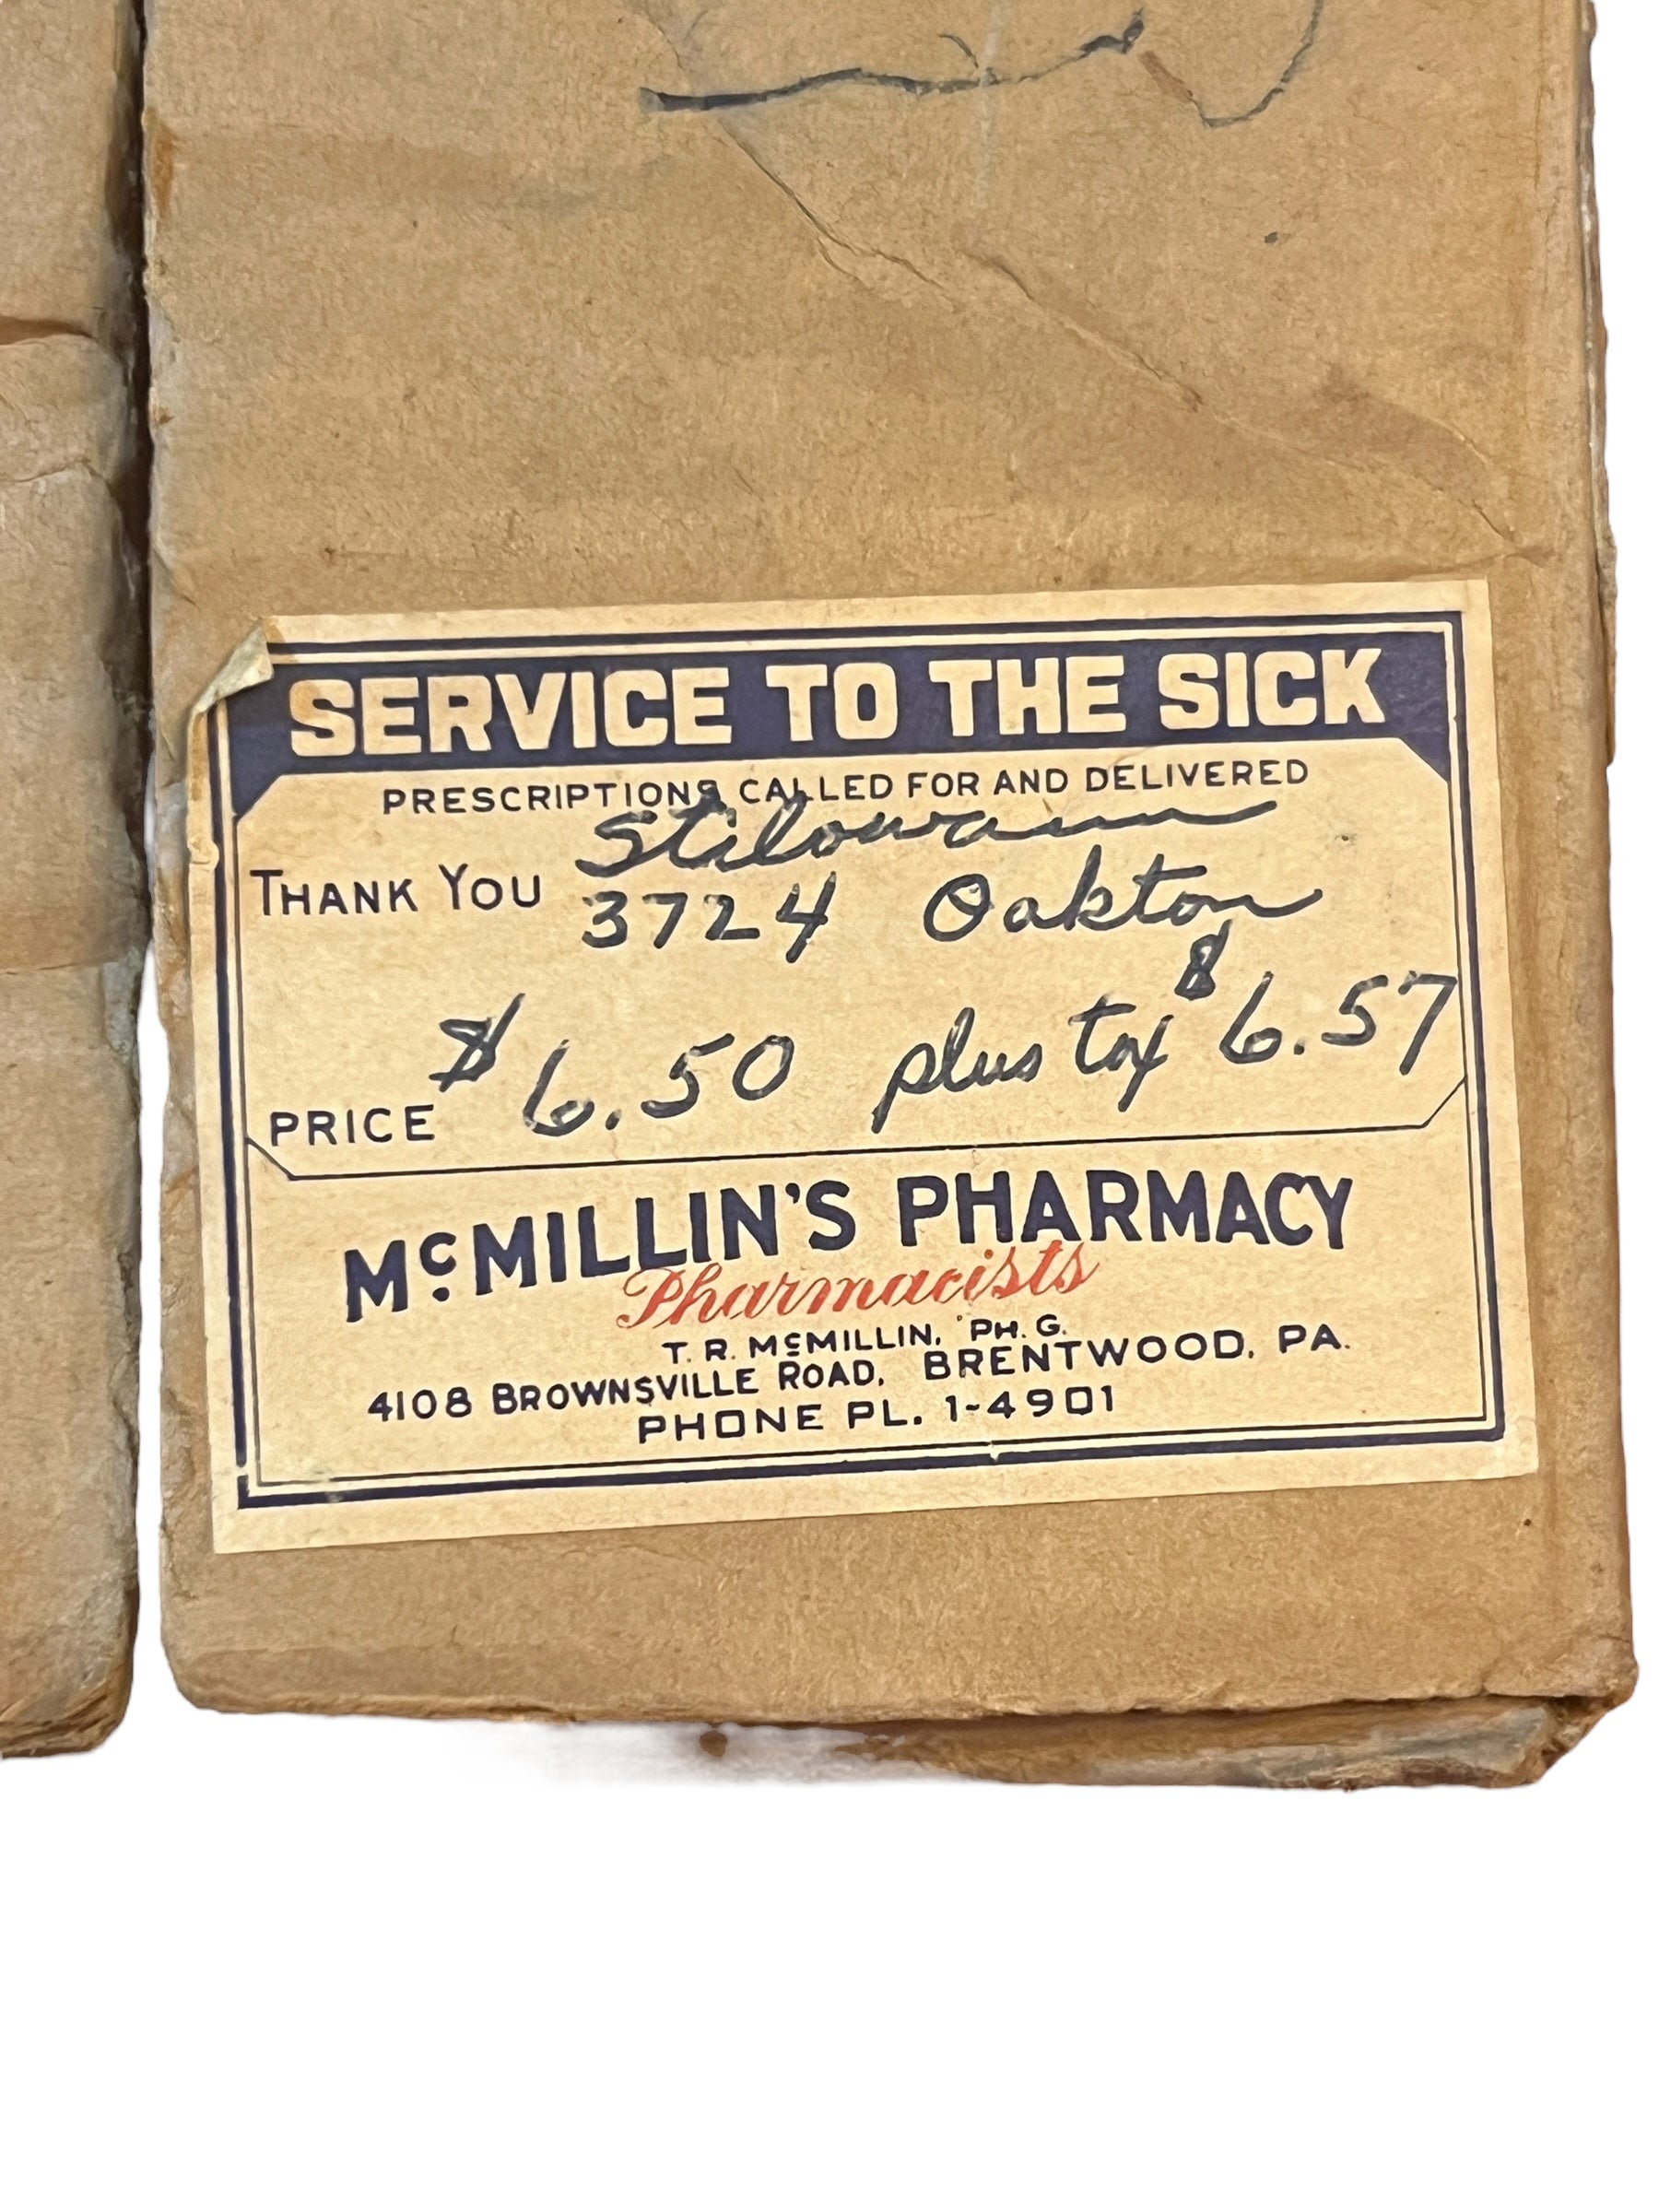 SERVICE TO THE SICK
PRESCRIPTIONS CALLED FOR AND DELIVERED
THANK YOU Stilowann
3724 Oakton
PRICE $6.50 plus tax $6.57
McMILLIN'S PHARMACY
Pharmacists
T. R. McMILLIN, PH. G.
4108 BROWNSVILLE ROAD, BRENTWOOD, PA.
PHONE PL. 1-4901